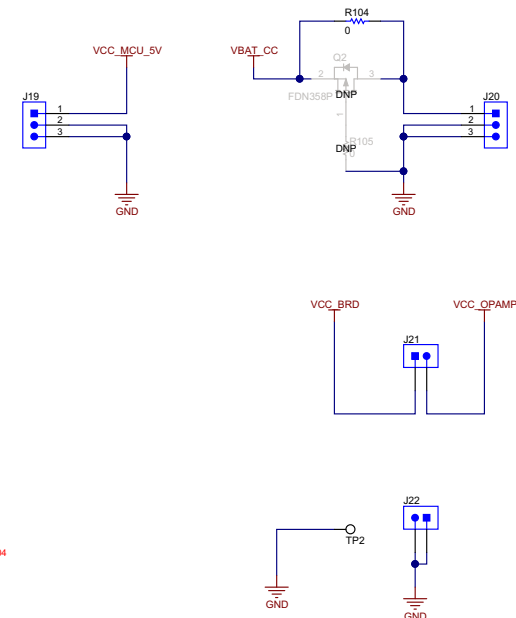 R104
0
VCC_MCU_5V
VBAT_CC
Q2
2
3
FDN358P
DNP
1
R105
DNP
0
J19
1
2
3
J20
1
2
3
GND
GND
VCC_BRD
VCC_OPAMP
J21
J22
TP2
GND
GND